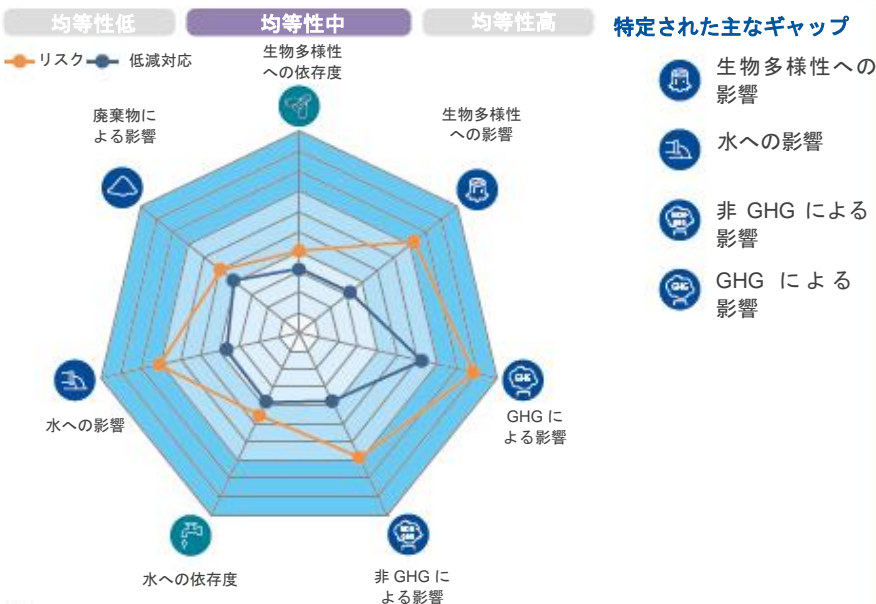 均等性低
均等性中
均等性高
特定された主なギャップ
リスク
低減対応
生物多様性
への依存度
生物多様性
への影響
廃棄物に
よる影響
水への影響
GHG に
よる影響
水への依存度
非 GHG に
よる影響
生物多様性への
影響
水への影響
非 GHG による
影響
GHG による
影響
GHG
NON
GHG
GHG